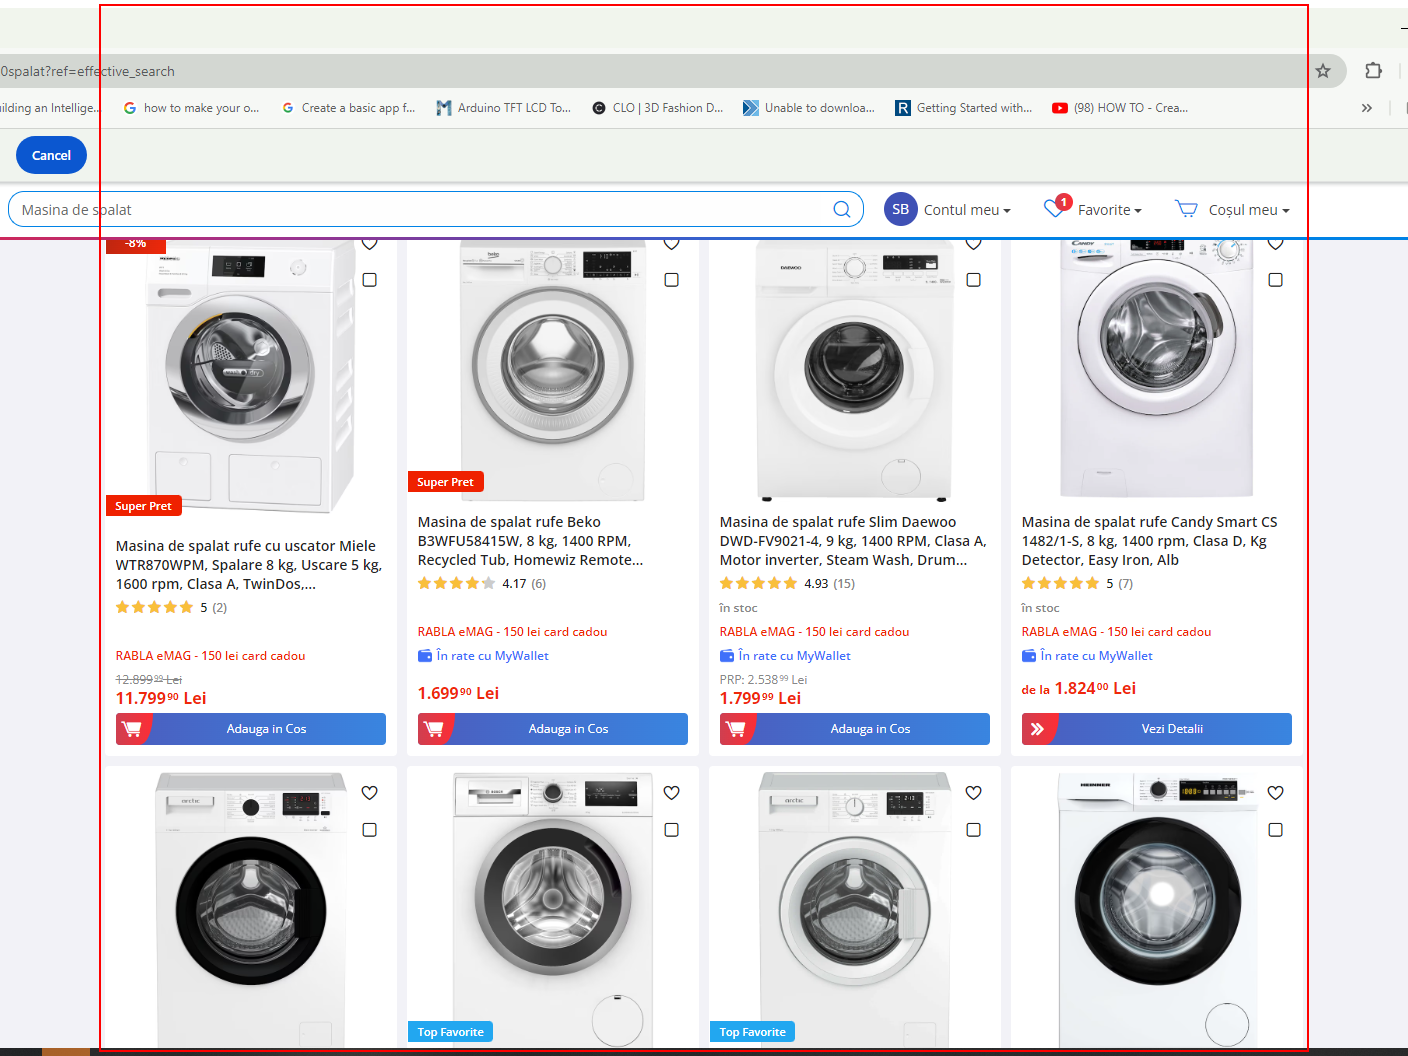 0spalat?ref=effective_search
uilding an Intellige...
how to make your o...
Create a basic app f...
Arduino TFT LCD To...
CLO | 3D Fashion D...
Unable to downloa...
Getting Started with...
(98) HOW TO - Crea...
Cancel
Masina de spalat
SB
Contul meu
1
Favorite
Coșul meu
-8%
beko
DAEWOO
CANDY
wash dry
Super Pret
Super Pret
Masina de spalat rufe cu uscator Miele
WTR870WPM, Spalare 8 kg, Uscare 5 kg,
1600 rpm, Clasa A, TwinDos,...
5 (2)
RABLA eMAG - 150 lei card cadou
12.899⁹⁹ Lei
11.799⁹⁰ Lei
Adauga in Cos
Masina de spalat rufe Beko
B3WFU58415W, 8 kg, 1400 RPM,
Recycled Tub, Homewiz Remote...
4.17 (6)
RABLA eMAG - 150 lei card cadou
În rate cu MyWallet
1.699⁹⁰ Lei
Adauga in Cos
Masina de spalat rufe Slim Daewoo
DWD-FV9021-4, 9 kg, 1400 RPM, Clasa A,
Motor inverter, Steam Wash, Drum...
4.93 (15)
în stoc
RABLA eMAG - 150 lei card cadou
În rate cu MyWallet
PRP: 2.538⁹⁹ Lei
1.799⁹⁹ Lei
Adauga in Cos
Masina de spalat rufe Candy Smart CS
1482/1-S, 8 kg, 1400 rpm, Clasa D, Kg
Detector, Easy Iron, Alb
5 (7)
în stoc
RABLA eMAG - 150 lei card cadou
În rate cu MyWallet
de la 1.824⁰⁰ Lei
Vezi Detalii
arctic
BOSCH
arctic
HEINNER
Top Favorite
Top Favorite